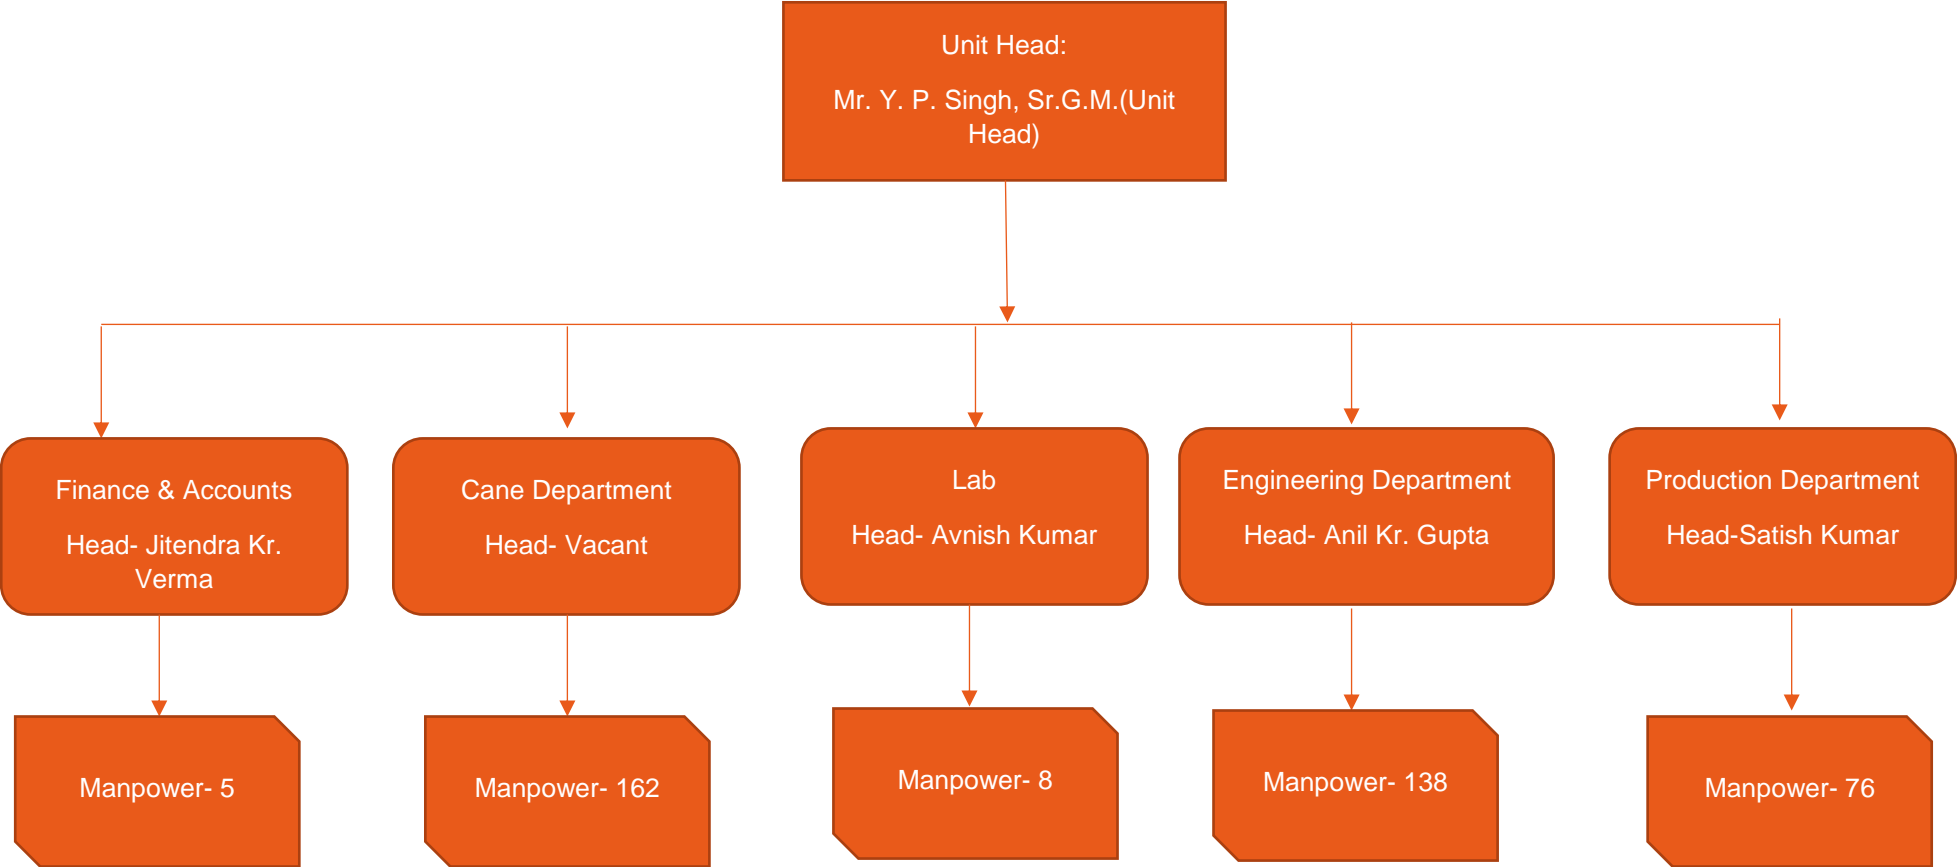 Unit Head:
Mr. Y. P. Singh, Sr.G.M.(Unit
Head)
Finance & Accounts
Head- Jitendra Kr.
Verma
Cane Department
Head- Vacant
Lab
Head- Avnish Kumar
Engineering Department
Head- Anil Kr. Gupta
Production Department
Head-Satish Kumar
Manpower- 5
Manpower- 162
Manpower- 8
Manpower- 138
Manpower- 76